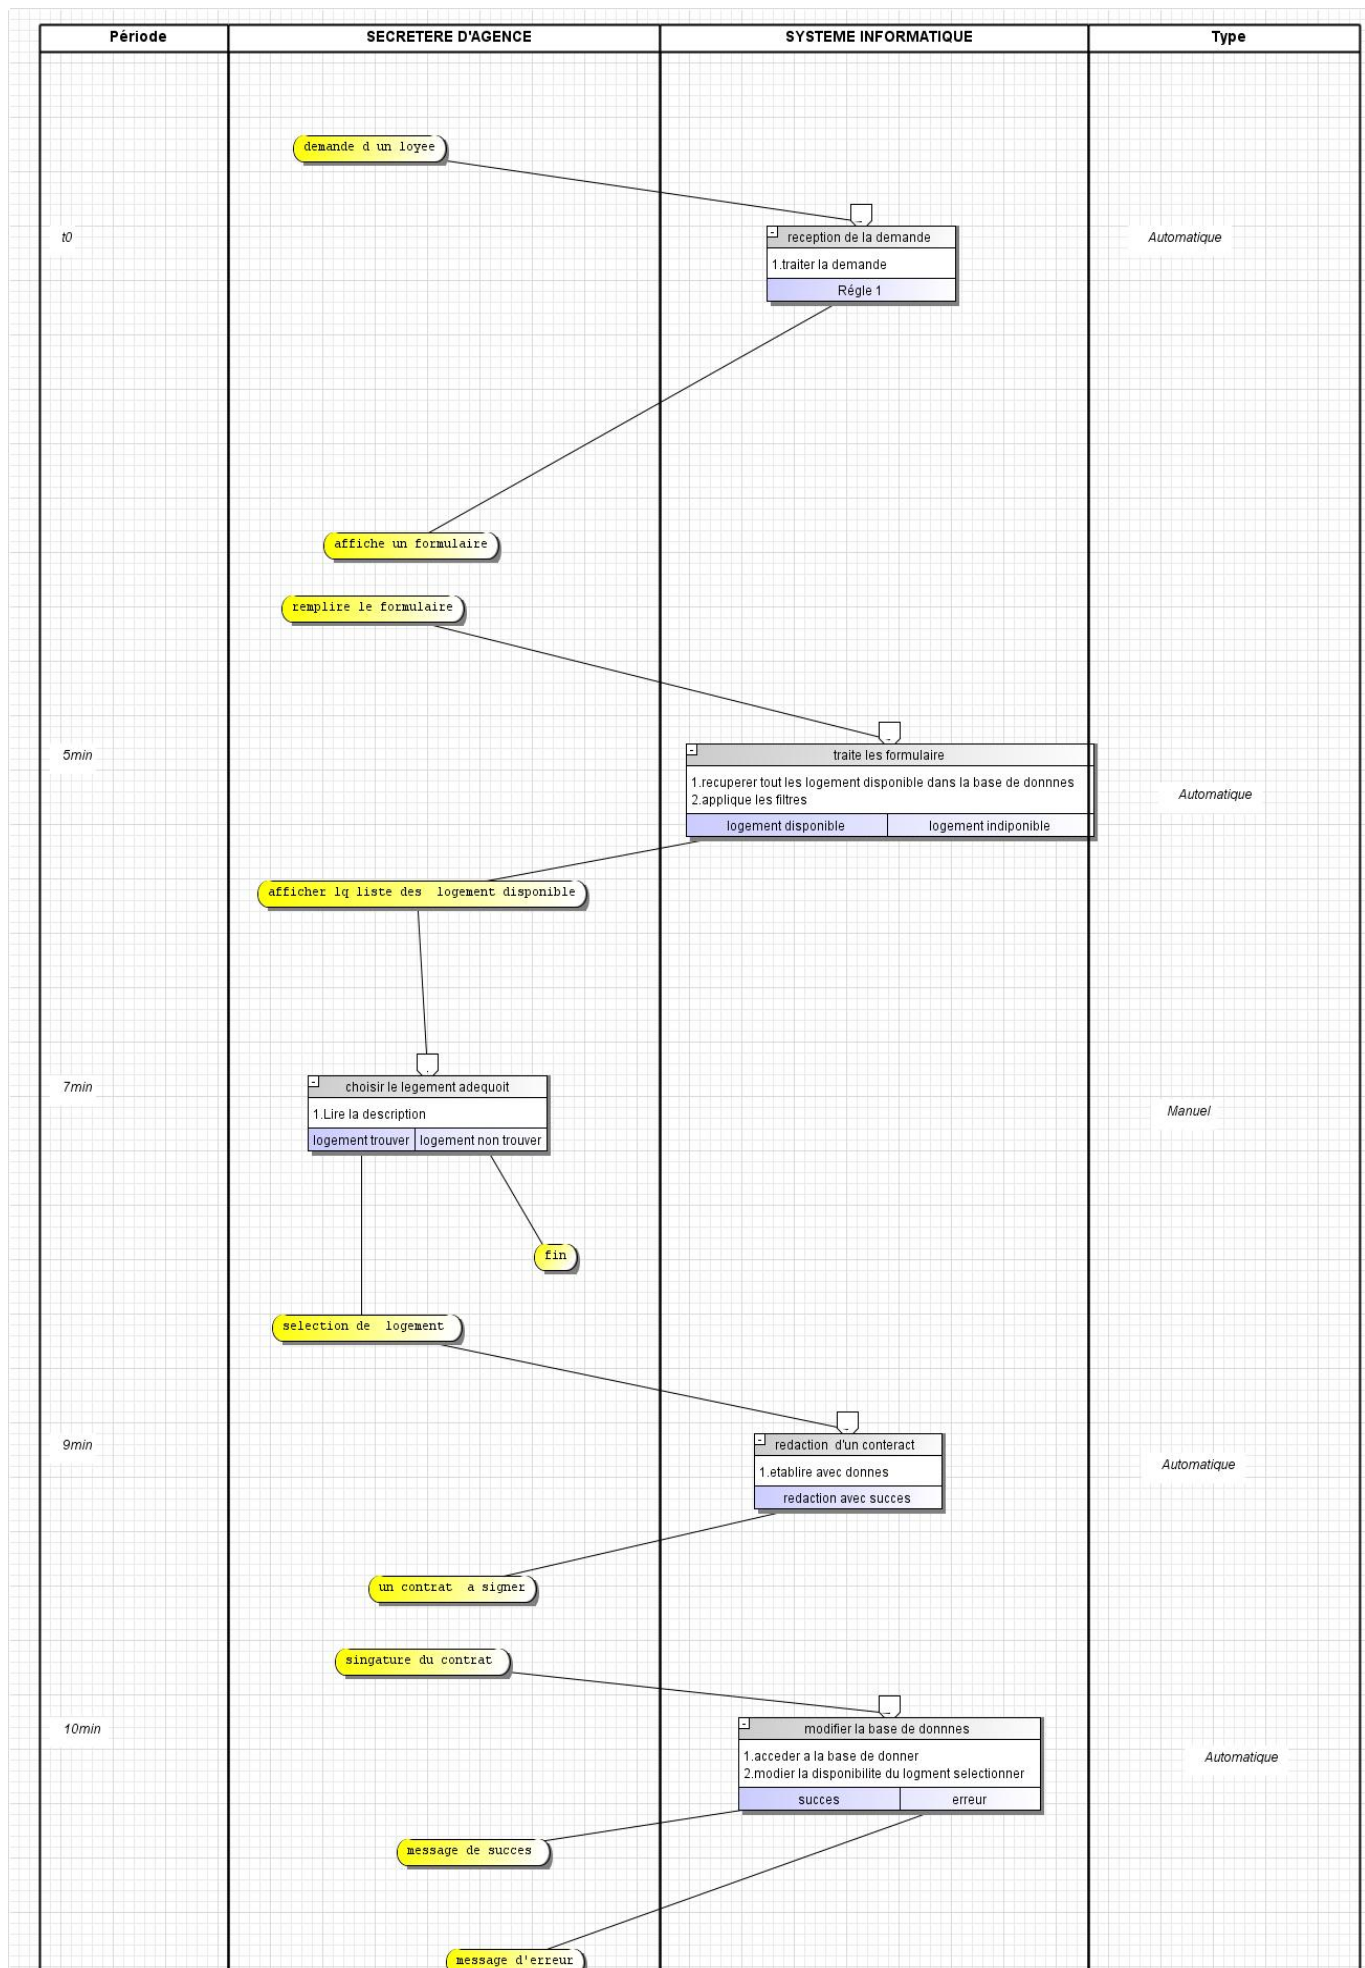 Période
SECRETERE D'AGENCE
SYSTEME INFORMATIQUE
Type
demande d un loyee
t0
-
reception de la demande
Automatique
1.traiter la demande
Régle 1
affiche un formulaire
remplire le formulaire
5min
-
traite les formulaire
1.recuperer tout les logement disponible dans la base de donnnes
Automatique
2.applique les filtres
logement disponible
logement indiponible
afficher lq liste des  logement disponible
7min
-
choisir le legement adequoit
1.Lire la description
Manuel
logement trouver
logement non trouver
fin
selection de  logement
9min
-
redaction  d'un conteract
1.etablire avec donnes
Automatique
redaction avec succes
un contrat  a signer
singature du contrat
10min
-
modifier la base de donnnes
1.acceder a la base de donner
Automatique
2.modier la disponibilite du logment selectionner
succes
erreur
message de succes
message d'erreur